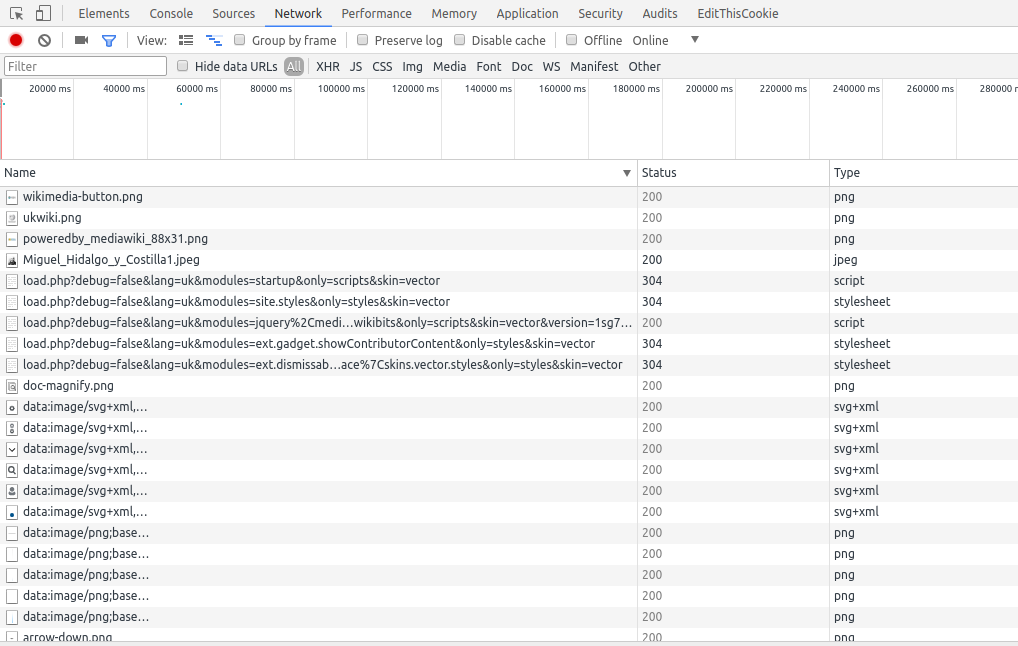 Elements Console Sources Network Performance Memory Application Security Audits EditThisCookie
View: Group by frame Preserve log Disable cache Offline Online
Filter Hide data URLs All XHR JS CSS Img Media Font Doc WS Manifest Other
20000 ms 40000 ms 60000 ms 80000 ms 100000 ms 120000 ms 140000 ms 160000 ms 180000 ms 200000 ms 220000 ms 240000 ms 260000 ms 280000 m
Name Status Type
wikimedia-button.png 200 png
ukwiki.png 200 png
poweredby_mediawiki_88x31.png 200 png
Miguel_Hidalgo_y_Costilla1.jpeg 200 jpeg
load.php?debug=false&lang=uk&modules=startup&only=scripts&skin=vector 304 script
load.php?debug=false&lang=uk&modules=site.styles&only=styles&skin=vector 304 stylesheet
load.php?debug=false&lang=uk&modules=jquery%2Cmedi…wikibits&only=scripts&skin=vector&version=1sg7… 200 script
load.php?debug=false&lang=uk&modules=ext.gadget.showContributorContent&only=styles&skin=vector 304 stylesheet
load.php?debug=false&lang=uk&modules=ext.dismissab…ace%7Cskins.vector.styles&only=styles&skin=vector 304 stylesheet
doc-magnify.png 200 png
data:image/svg+xml,… 200 svg+xml
data:image/svg+xml,… 200 svg+xml
data:image/svg+xml,… 200 svg+xml
data:image/svg+xml,… 200 svg+xml
data:image/svg+xml,… 200 svg+xml
data:image/svg+xml,… 200 svg+xml
data:image/png;base… 200 png
data:image/png;base… 200 png
data:image/png;base… 200 png
data:image/png;base… 200 png
data:image/png;base… 200 png
arrow-down.png 200 png